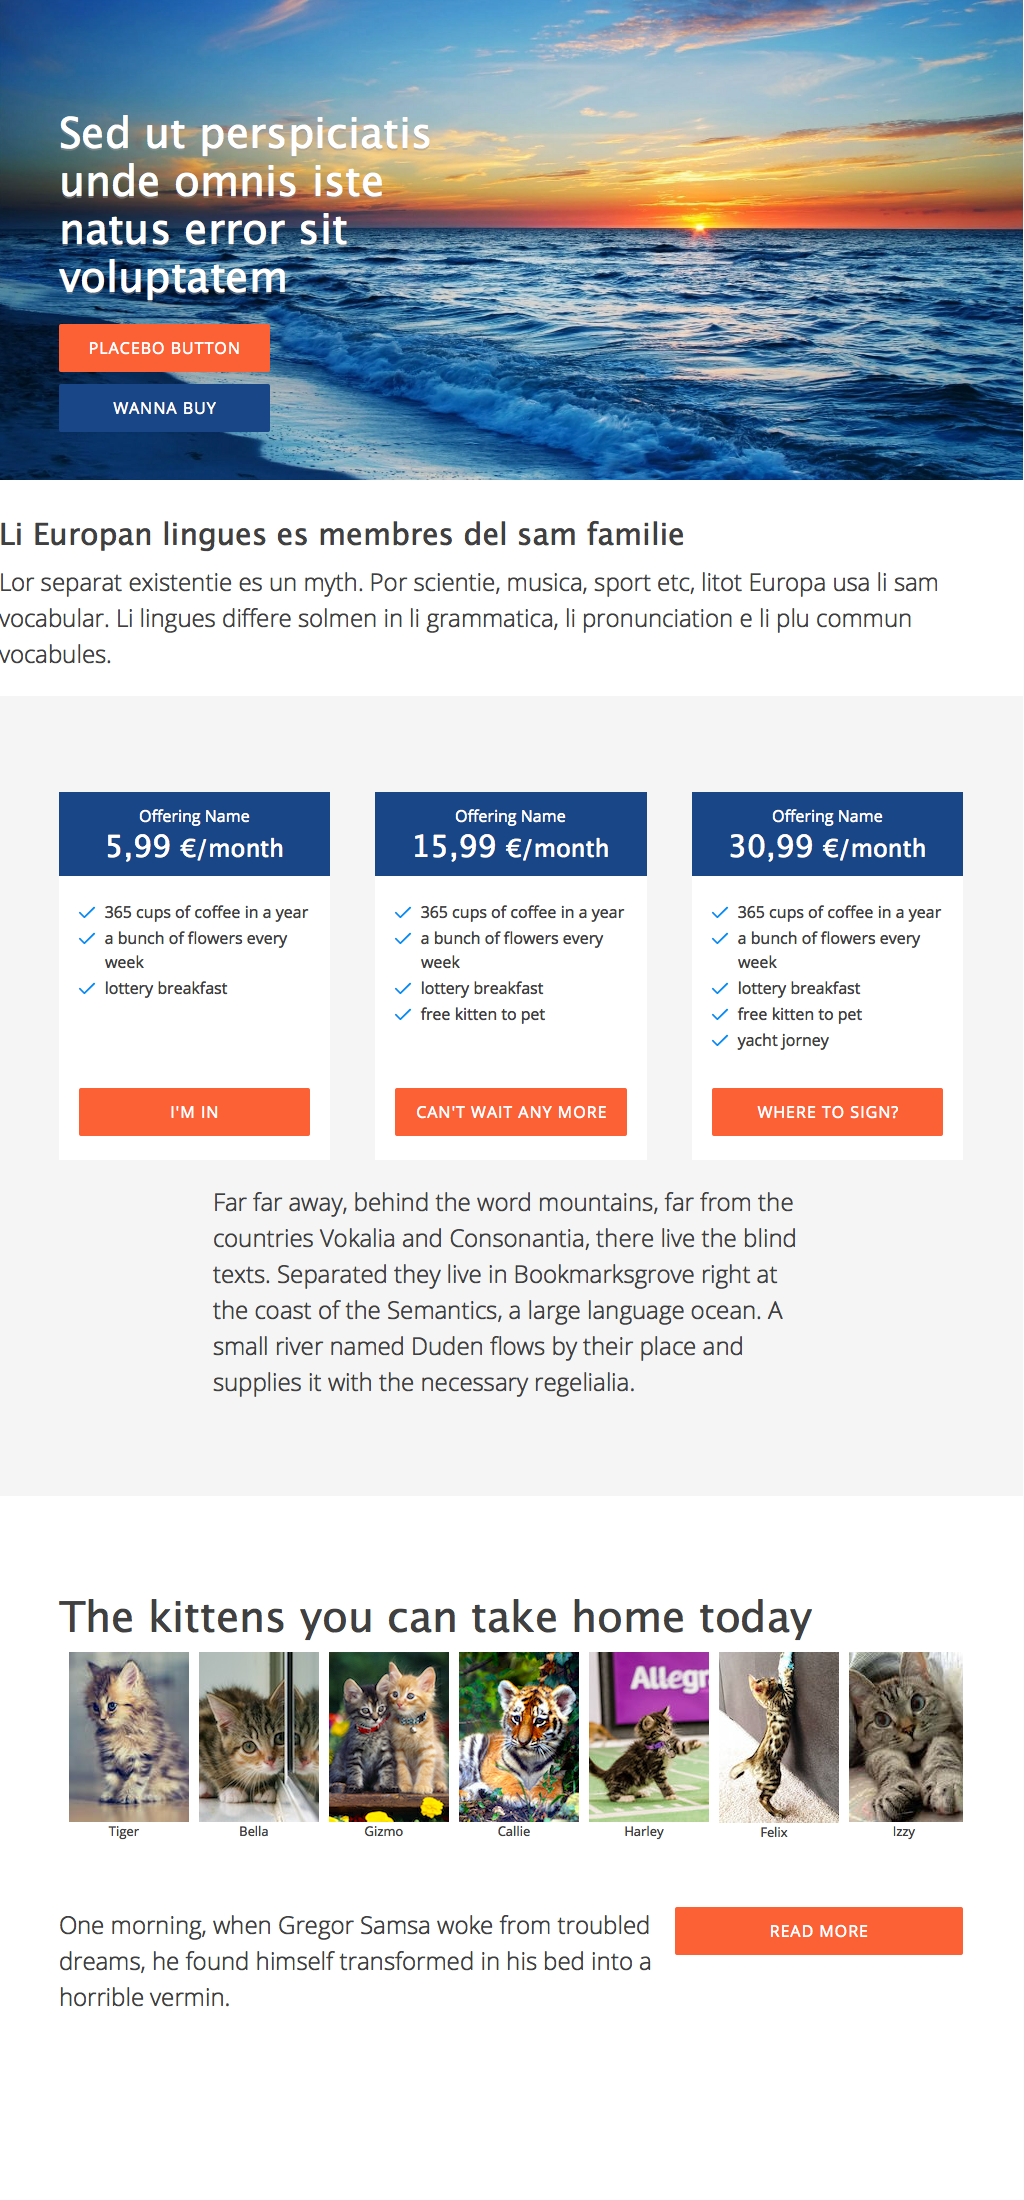 Sed ut perspiciatis
unde omnis iste
natus error sit
voluptatem
PLACEBO BUTTON
WANNA BUY
Li Europan lingues es membres del sam familie
Lor separat existentie es un myth. Por scientie, musica, sport etc, litot Europa usa li sam
vocabular. Li lingues differe solmen in li grammatica, li pronunciation e li plu commun
vocabules.
Offering Name
5,99 €/month
365 cups of coffee in a year
a bunch of flowers every
week
lottery breakfast
I'M IN
Offering Name
15,99 €/month
365 cups of coffee in a year
a bunch of flowers every
week
lottery breakfast
free kitten to pet
CAN'T WAIT ANY MORE
Offering Name
30,99 €/month
365 cups of coffee in a year
a bunch of flowers every
week
lottery breakfast
free kitten to pet
yacht jorney
WHERE TO SIGN?
Far far away, behind the word mountains, far from the
countries Vokalia and Consonantia, there live the blind
texts. Separated they live in Bookmarksgrove right at
the coast of the Semantics, a large language ocean. A
small river named Duden flows by their place and
supplies it with the necessary regelialia.
The kittens you can take home today
Allegr
Tiger
Bella
Gizmo
Callie
Harley
Felix
Izzy
One morning, when Gregor Samsa woke from troubled
dreams, he found himself transformed in his bed into a
horrible vermin.
READ MORE